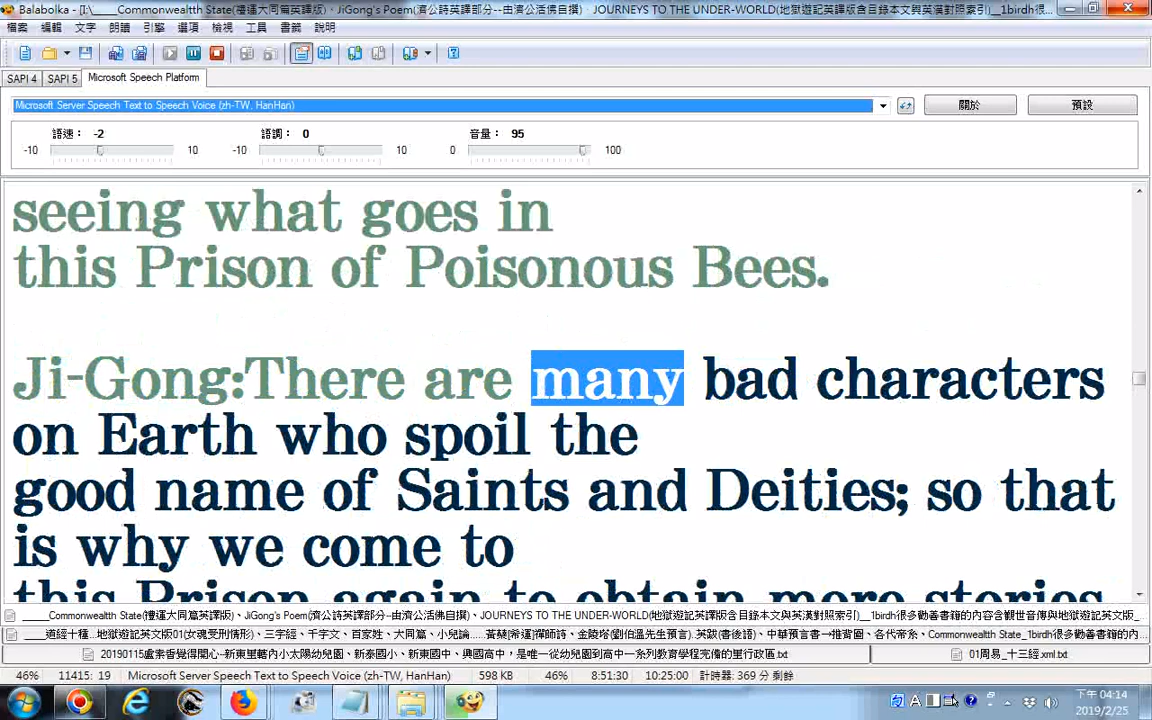 Balabolka - [I:\_____Commonwealtth State(禮運大同篇英譯版)、JiGong's Poem(濟公詩英譯部分--由濟公活佛自撰)、JOURNEYS TO THE UNDER-WORLD(地獄遊記英譯版含目錄本文與英漢對照索引)__1birdh很...
檔案 編輯 文字 朗讀 引擎 選項 檢視 工具 書籤 說明
SAPI 4 SAPI 5 Microsoft Speech Platform
Microsoft Server Speech Text to Speech Voice (zh-TW, HanHan) 關於 預設
語速： -2 語調： 0 音量： 95
-10 10 -10 10 0 100
seeing what goes in
this Prison of Poisonous Bees.
Ji-Gong:There are many bad characters
on Earth who spoil the
good name of Saints and Deities; so that
is why we come to
this Prison again to obtain more stories
_____Commonwealtth State(禮運大同篇英譯版)、JiGong's Poem(濟公詩英譯部分--由濟公活佛自撰)、JOURNEYS TO THE UNDER-WORLD(地獄遊記英譯版含目錄本文與英漢對照索引)__1birdh很多勸善書籍的內容含觀世音傳與地獄遊記英文版_...
____道經十種...地獄遊記英文版01(女魂受刑情形)、三字經、千字文、百家姓、大同篇、小兒論......黃蘗[希運]禪師詩、金陵塔(劉伯溫先生預言).英跋(書後語)、中華預言書一推背圖、各代帝系、Commonwealth State_1birdh很多勸善書籍的內...
20190115盧素香覺得開心--新東里轄內小太陽幼兒園、新泰國小、新東國中、興國高中，是唯一從幼兒園到高中一系列教育學程完備的里行政區.txt 01周易_十三經.xml.txt
46% 11415: 19 Microsoft Server Speech Text to Speech Voice (zh-TW, HanHan) 598 KB 46% 8:51:30 10:25:00 計時器: 369 分 剩餘
下午 04:14
2019/2/25